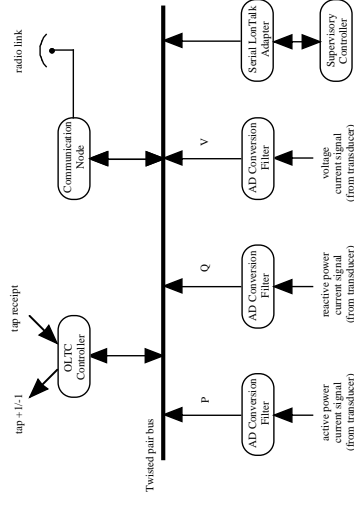 radio link
Communication
Node
tap receipt
tap +1/-1
OLTC
Controller
Twisted pair bus
P
Q
V
AD Conversion
Filter
AD Conversion
Filter
AD Conversion
Filter
Serial LonTalk
Adapter
Supervisory
Controller
active power
current signal
(from transducer)
reactive power
current signal
(from transducer)
voltage
current signal
(from transducer)